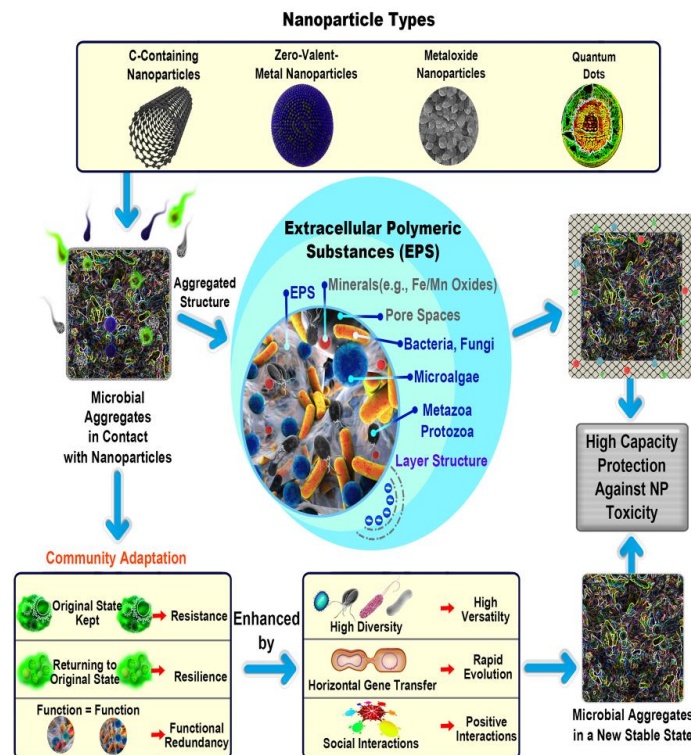 Nanoparticle Types
C-Containing
Nanoparticles
Zero-Valent-
Metal Nanoparticles
Metaloxide
Nanoparticles
Quantum
Dots
Extracellular Polymeric
Substances (EPS)
Aggregated
Structure
EPS
Minerals(e.g., Fe/Mn Oxides)
Pore Spaces
Bacteria, Fungi
Microalgae
Metazoa
Protozoa
Layer Structure
Microbial
Aggregates
in Contact
with Nanoparticles
High Capacity
Protection
Against NP
Toxicity
Community Adaptation
Original State
Kept
Resistance
Returning to
Original State
Resilience
Function = Function
Functional
Redundancy
Enhanced
by
High Diversity
High
Versatilty
Horizontal Gene Transfer
Rapid
Evolution
Social Interactions
Positive
Interactions
Microbial Aggregates
in a New Stable State